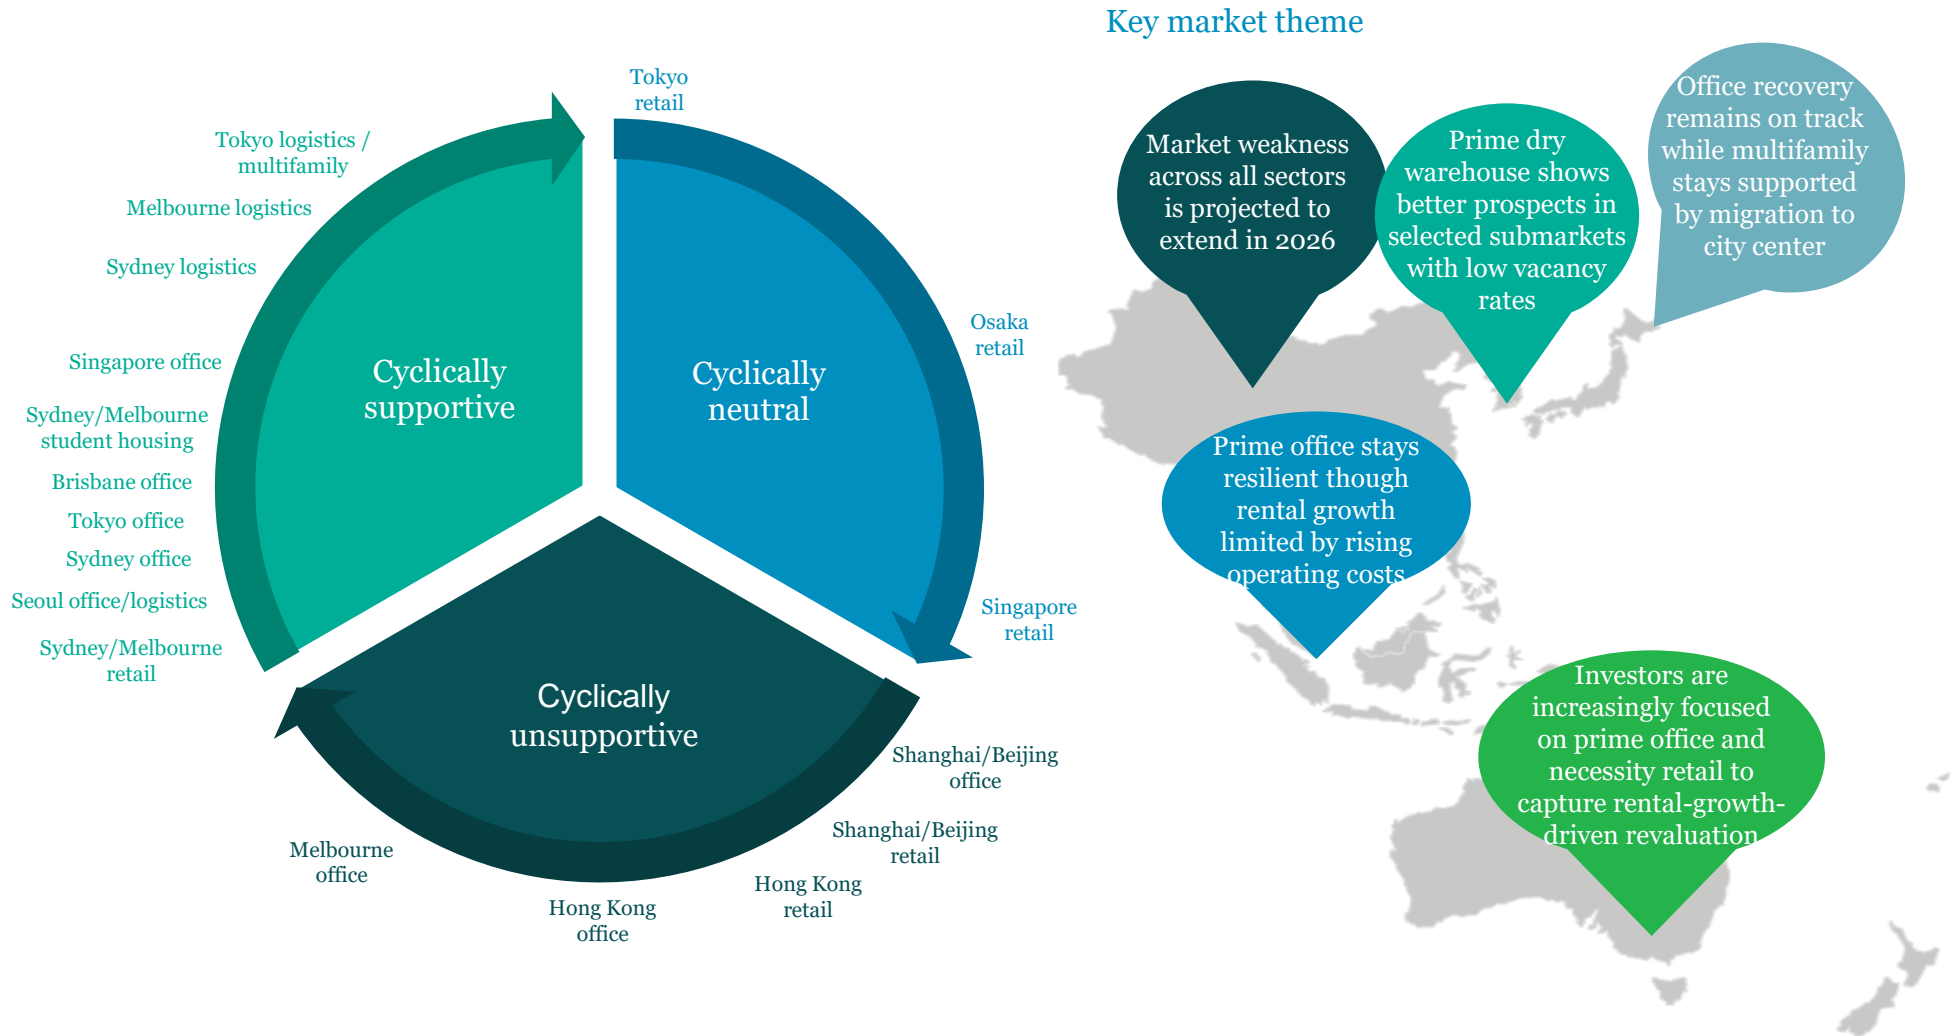 Key market theme
Tokyo
retail
Tokyo logistics /
multifamily
Melbourne logistics
Sydney logistics
Singapore office
Sydney/Melbourne
student housing
Brisbane office
Tokyo office
Sydney office
Seoul office/logistics
Sydney/Melbourne
retail
Cyclically
supportive
Cyclically
neutral
Osaka
retail
Singapore
retail
Cyclically
unsupportive
Shanghai/Beijing
office
Shanghai/Beijing
retail
Hong Kong
retail
Hong Kong
office
Melbourne
office
Market weakness
across all sectors
is projected to
extend in 2026
Prime dry
warehouse shows
better prospects in
selected submarkets
with low vacancy
rates
Office recovery
remains on track
while multifamily
stays supported
by migration to
city center
Prime office stays
resilient though
rental growth
limited by rising
operating costs
Investors are
increasingly focused
on prime office and
necessity retail to
capture rental-growth-
driven revaluation